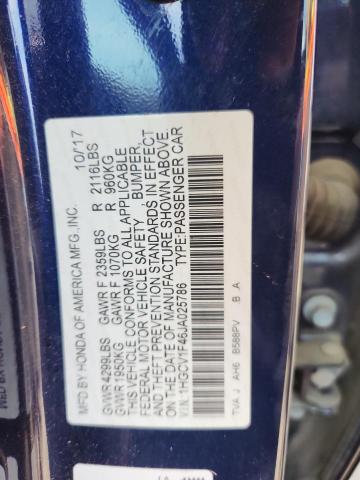 MFD BY HONDA OF AMERICA MFG., INC. 10/17
GVWR 4299LBS GAWR F 2359LBS R 2116LBS
GVWR 1950KG GAWR F 1070KG R 960KG
THIS VEHICLE CONFORMS TO ALL APPLICABLE
FEDERAL MOTOR VEHICLE SAFETY, BUMPER,
AND THEFT PREVENTION STANDARDS IN EFFECT
ON THE DATE OF MANUFACTURE SHOWN ABOVE.
V.I.N.: 1HGCV1F46JA025786 TYPE:PASSENGER CAR
TVA J AH6 B588PV B A